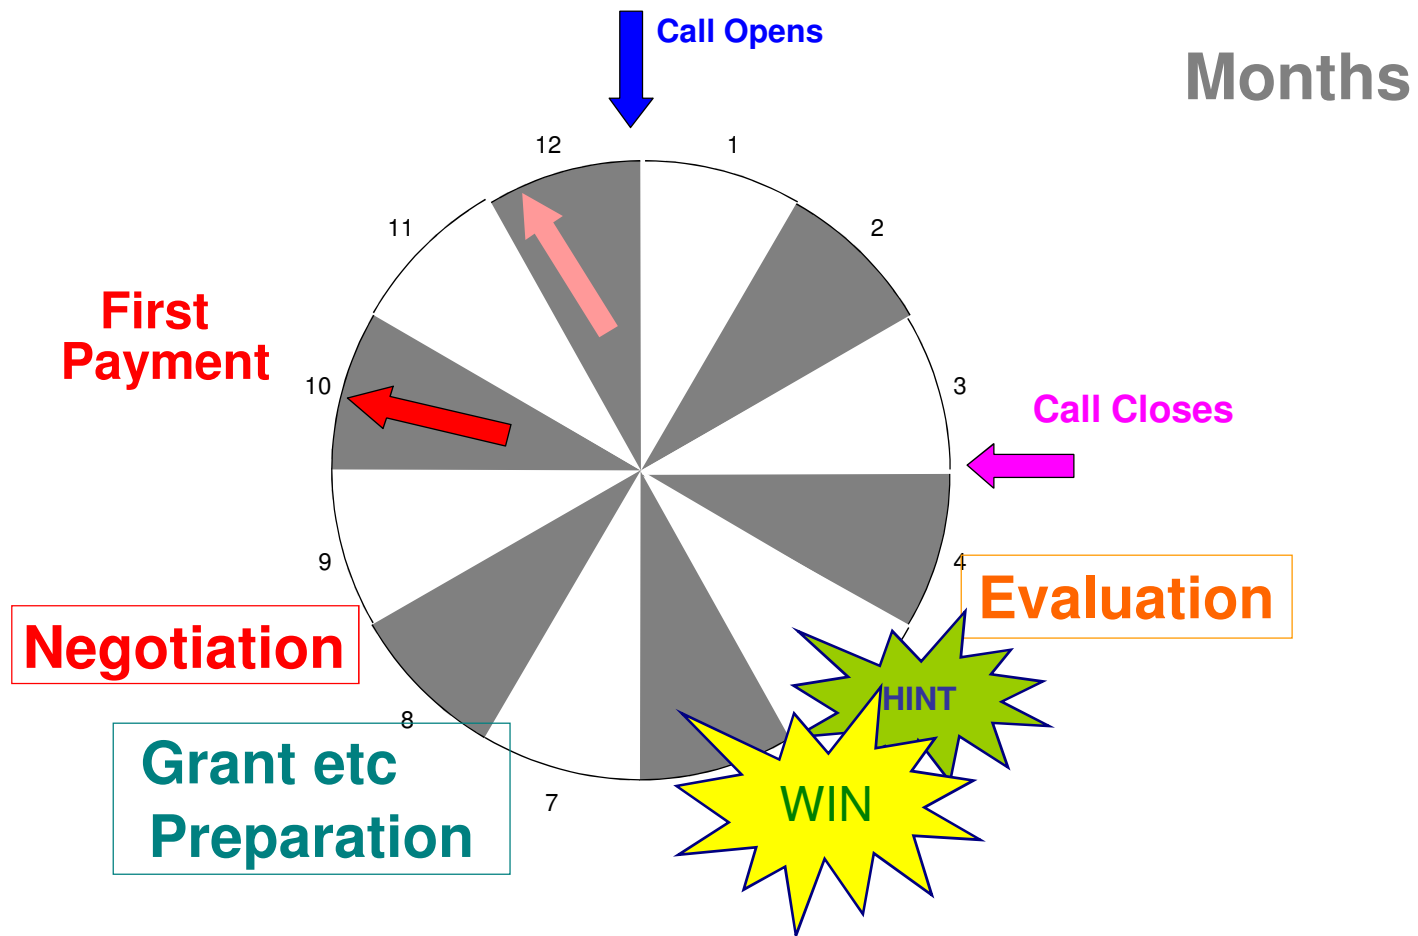 Call Opens
Months
12
1
11
2
First
Payment
10
3
Call Closes
9
4
Evaluation
Negotiation
HINT
8
Grant etc
Preparation
7
WIN